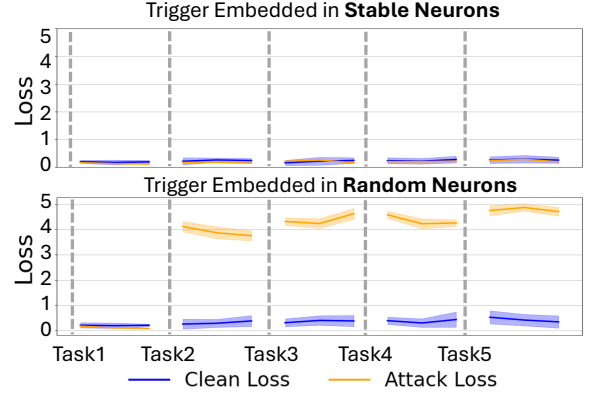 Trigger Embedded in Stable Neurons
5
4
3
2
1
0
Loss
Trigger Embedded in Random Neurons
5
4
3
2
1
0
Loss
Task1 Task2 Task3 Task4 Task5
Clean Loss Attack Loss